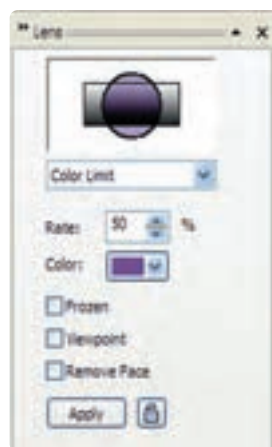 Lens
Color Limit
Rate: 50 %
Color:
Frozen
Viewpoint
Remove Face
Apply